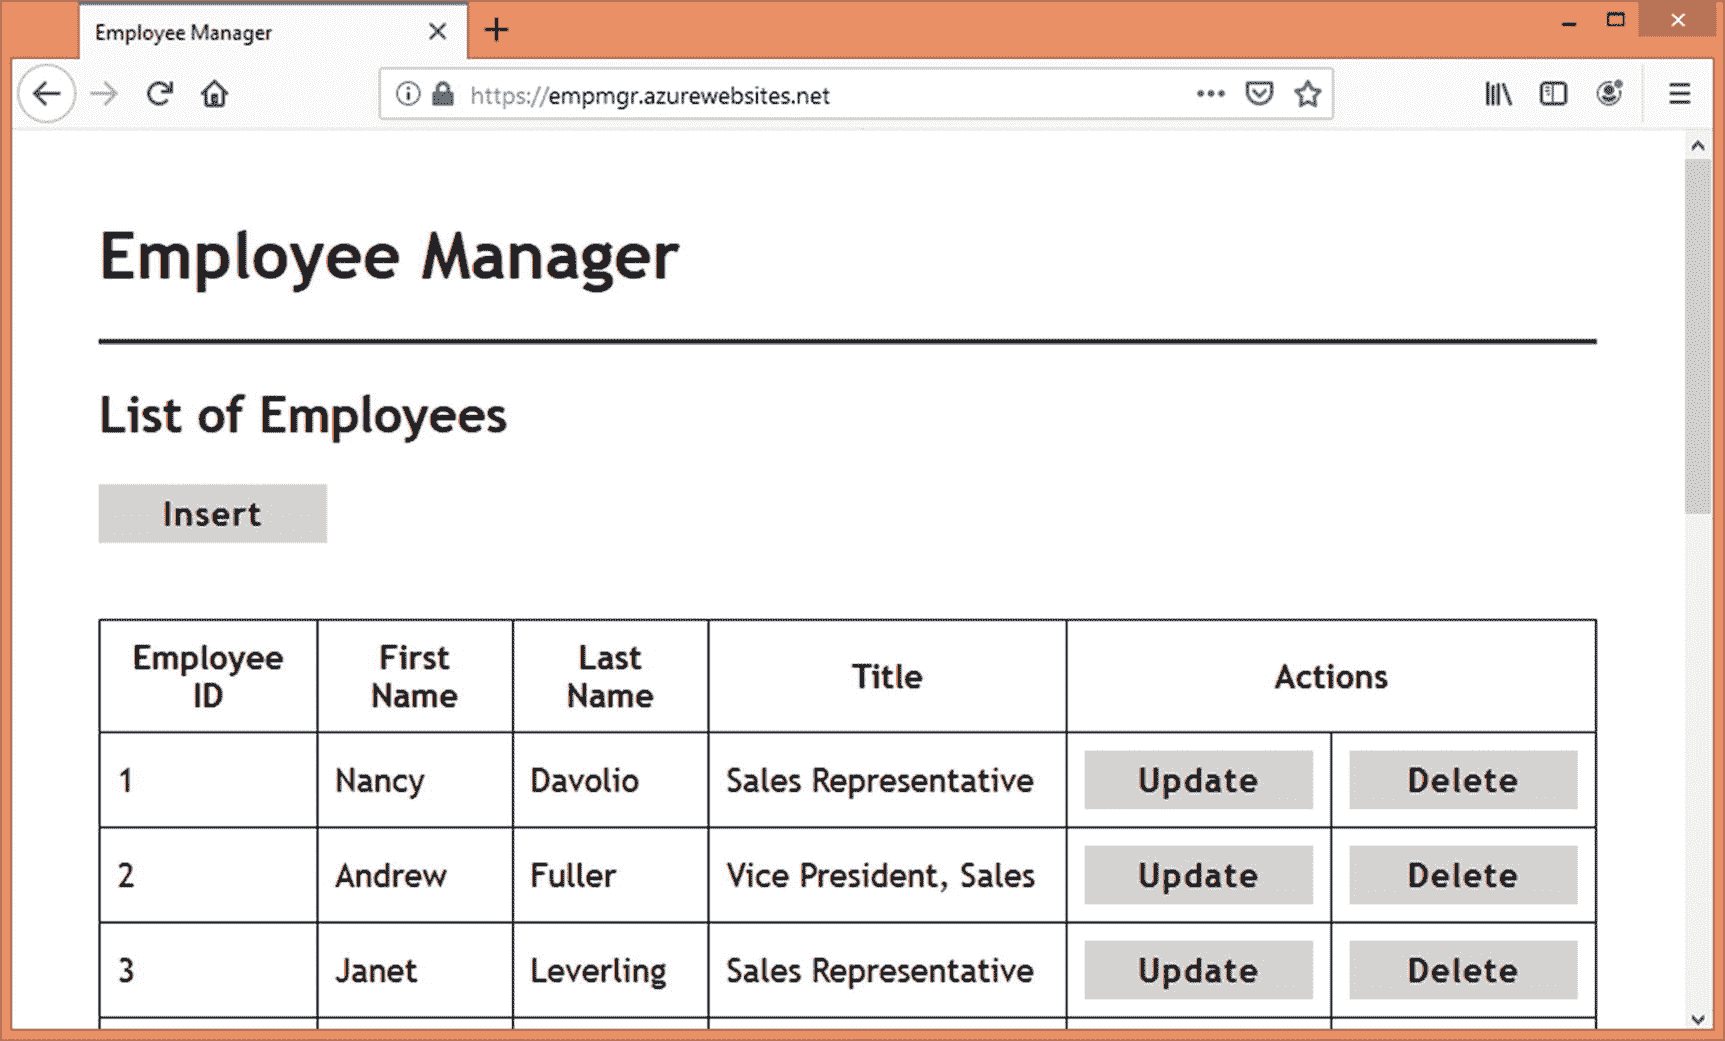 Employee Manager
https://empmgr.azurewebsites.net
Employee Manager
List of Employees
Insert
Employee ID First Name Last Name Title Actions
1 Nancy Davolio Sales Representative Update Delete
2 Andrew Fuller Vice President, Sales Update Delete
3 Janet Leverling Sales Representative Update Delete